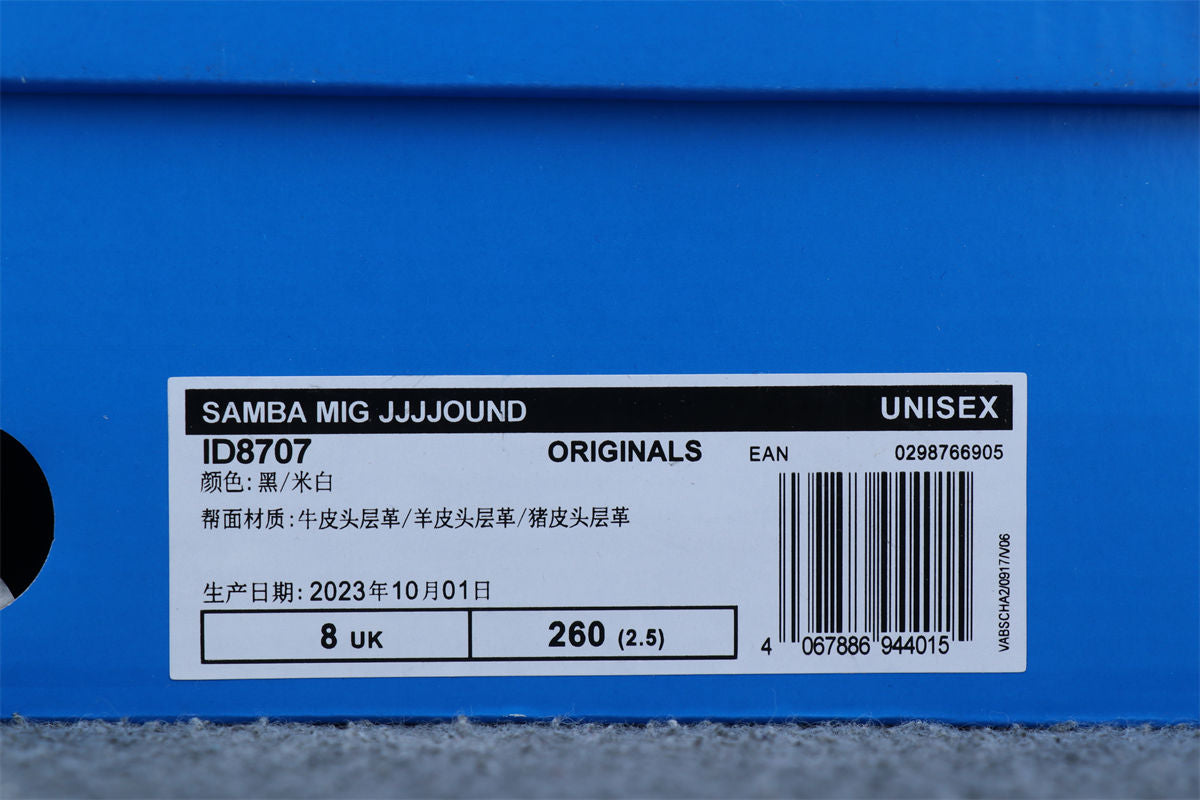 SAMBA MIG JJJJOUND UNISEX
ID8707 ORIGINALS EAN 0298766905
颜色: 黑/米白
帮面材质:牛皮头层革/羊皮头层革/猪皮头层革
生产日期: 2023年10月01日
8 UK 260 (2.5)
4 067886 944015
VABSCHA2/0917/V06